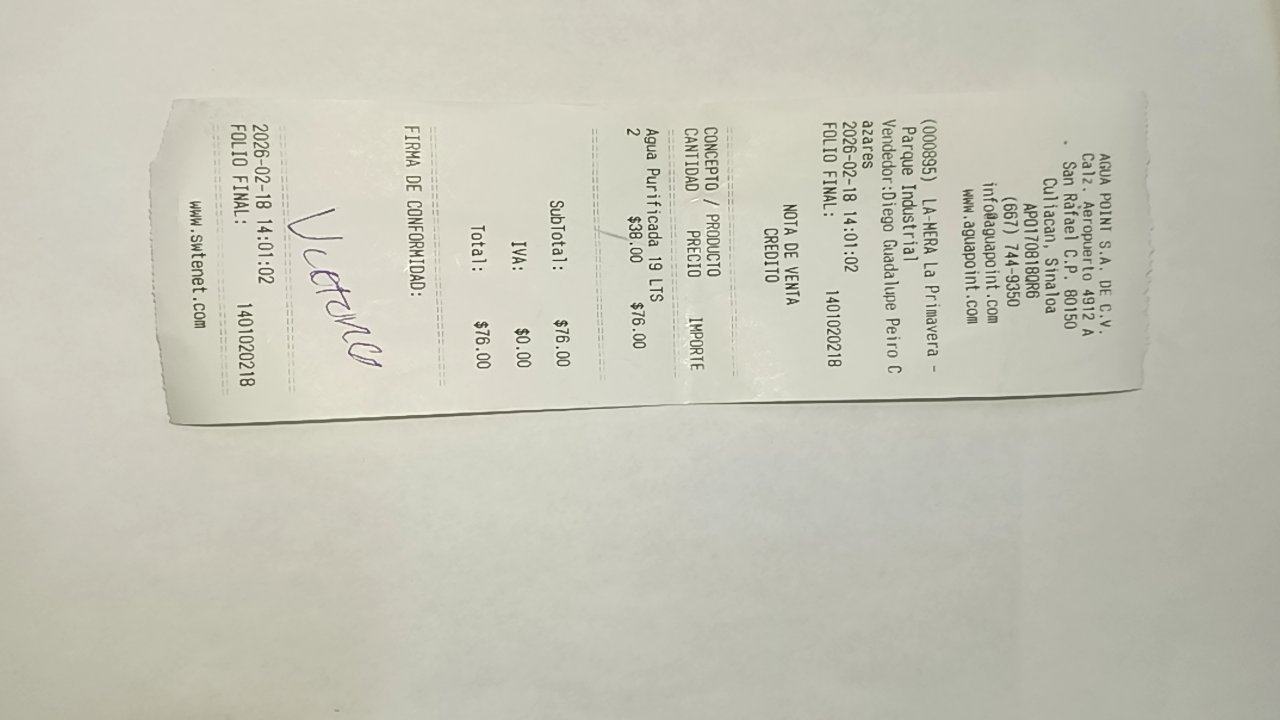 AGUA POINT S.A. DE C.V.
Calz. Aeropuerto 4912 A
San Rafael C.P. 80150
.
Culiacan, Sinaloa
APO170818QR6
(667) 744-9350
info@aguapoint.com
www.aguapoint.com
(000895) LA-MERA La Primavera -
Parque Industrial
Vendedor:Diego Guadalupe Peiro C
azares
2026-02-18 14:01:02
FOLIO FINAL: 1401020218
NOTA DE VENTA
CREDITO
CONCEPTO / PRODUCTO
CANTIDAD PRECIO IMPORTE
Agua Purificada 19 LTS
2 $38.00 $76.00
SubTotal: $76.00
IVA: $0.00
Total: $76.00
FIRMA DE CONFORMIDAD:
Victoria
2026-02-18 14:01:02
FOLIO FINAL: 1401020218
www.swtenet.com